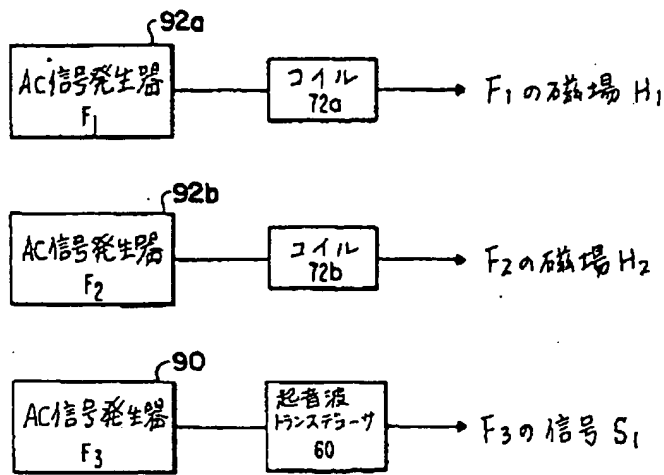 92a
AC信号発生器
F1
コイル
72a
F1の磁場 H1
92b
AC信号発生器
F2
コイル
72b
F2の磁場 H2
90
AC信号発生器
F3
起音波
トランスデューサ
60
F3の信号 S1